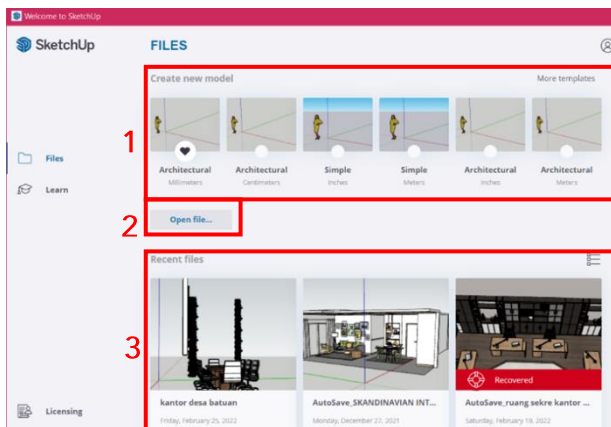 Welcome to SketchUp
SketchUp
FILES
Create new model
More templates
1
Architectural
Millimeters
Architectural
Centimeters
Simple
Inches
Simple
Meters
Architectural
Inches
Architectural
Meters
Files
Learn
2
Open file...
Recent files
3
Recovered
kantor desa batuan
Friday, February 25, 2022
AutoSave_SKANDINAVIAN INT...
Monday, December 27, 2021
AutoSave_ruang sekre kantor ...
Saturday, February 19, 2022
Licensing